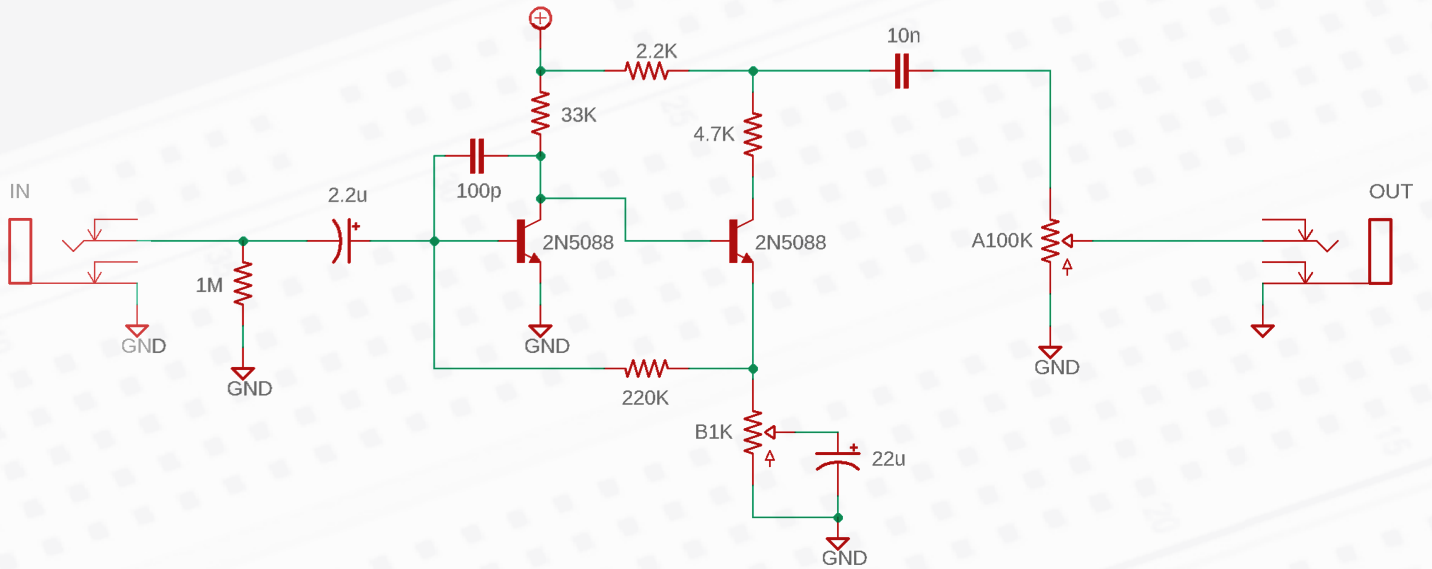 10n
2.2K
33K
4.7K
100p
IN
2.2u
OUT
2N5088
2N5088
A100K
1M
GND
GND
GND
GND
220K
B1K
22u
GND